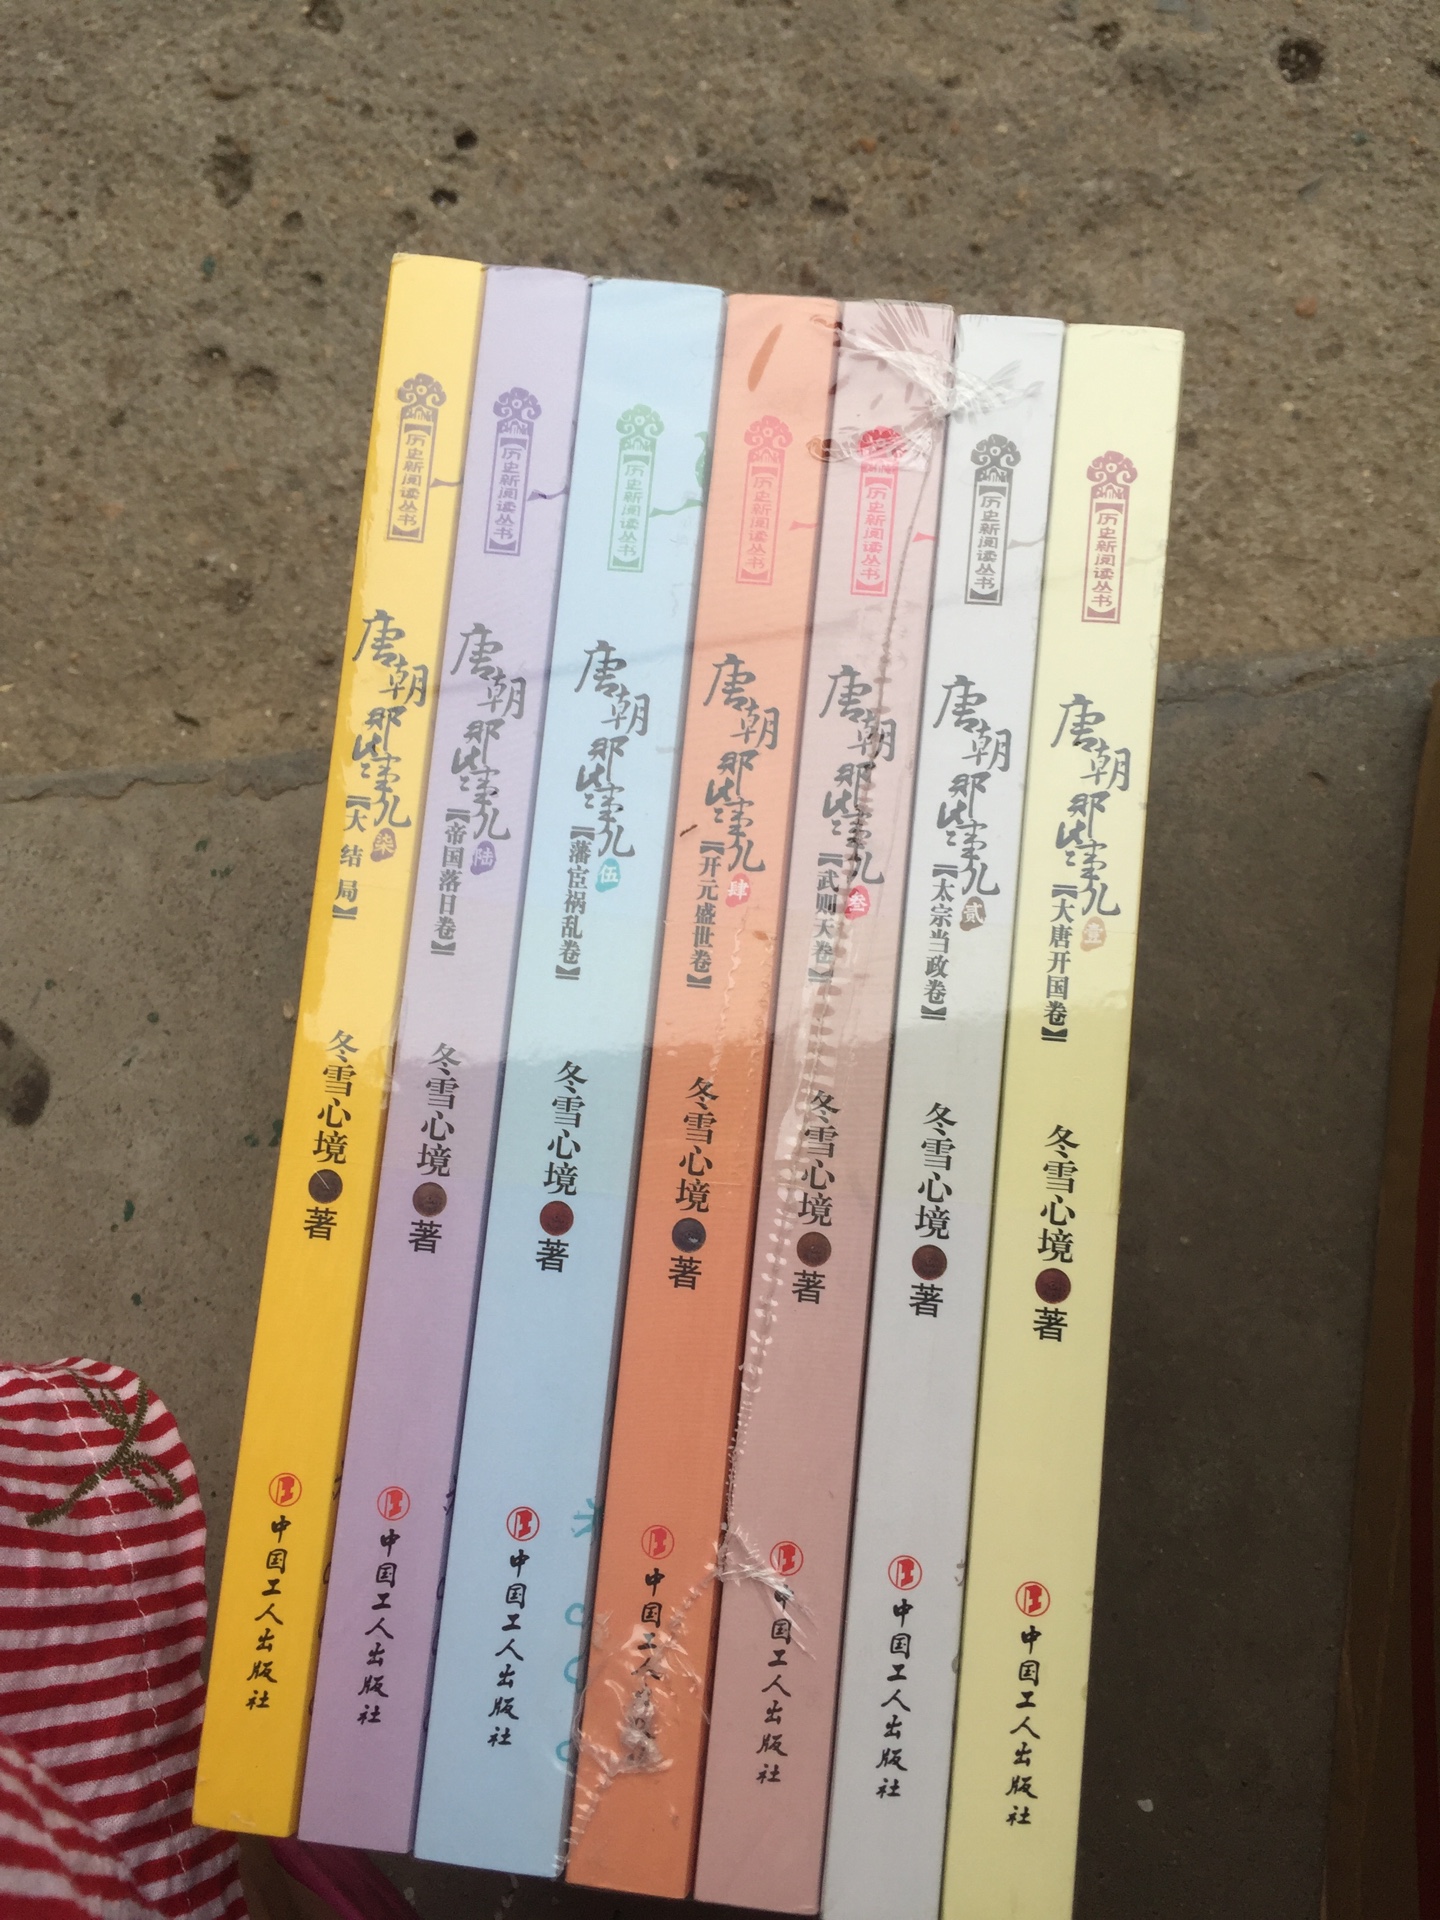 【历史新阅读丛书】
唐朝那些事儿
柒
【大结局】
冬雪心境
著
中国工人出版社
【历史新阅读丛书】
唐朝那些事儿
陆
【帝国落日卷】
冬雪心境
著
中国工人出版社
【历史新阅读丛书】
唐朝那些事儿
伍
【藩宦祸乱卷】
冬雪心境
著
中国工人出版社
【历史新阅读丛书】
唐朝那些事儿
肆
【开元盛世卷】
冬雪心境
著
中国工人出版社
【历史新阅读丛书】
唐朝那些事儿
叁
【武则天卷】
冬雪心境
著
中国工人出版社
【历史新阅读丛书】
唐朝那些事儿
贰
【太宗当政卷】
冬雪心境
著
中国工人出版社
【历史新阅读丛书】
唐朝那些事儿
壹
【大唐开国卷】
冬雪心境
著
中国工人出版社